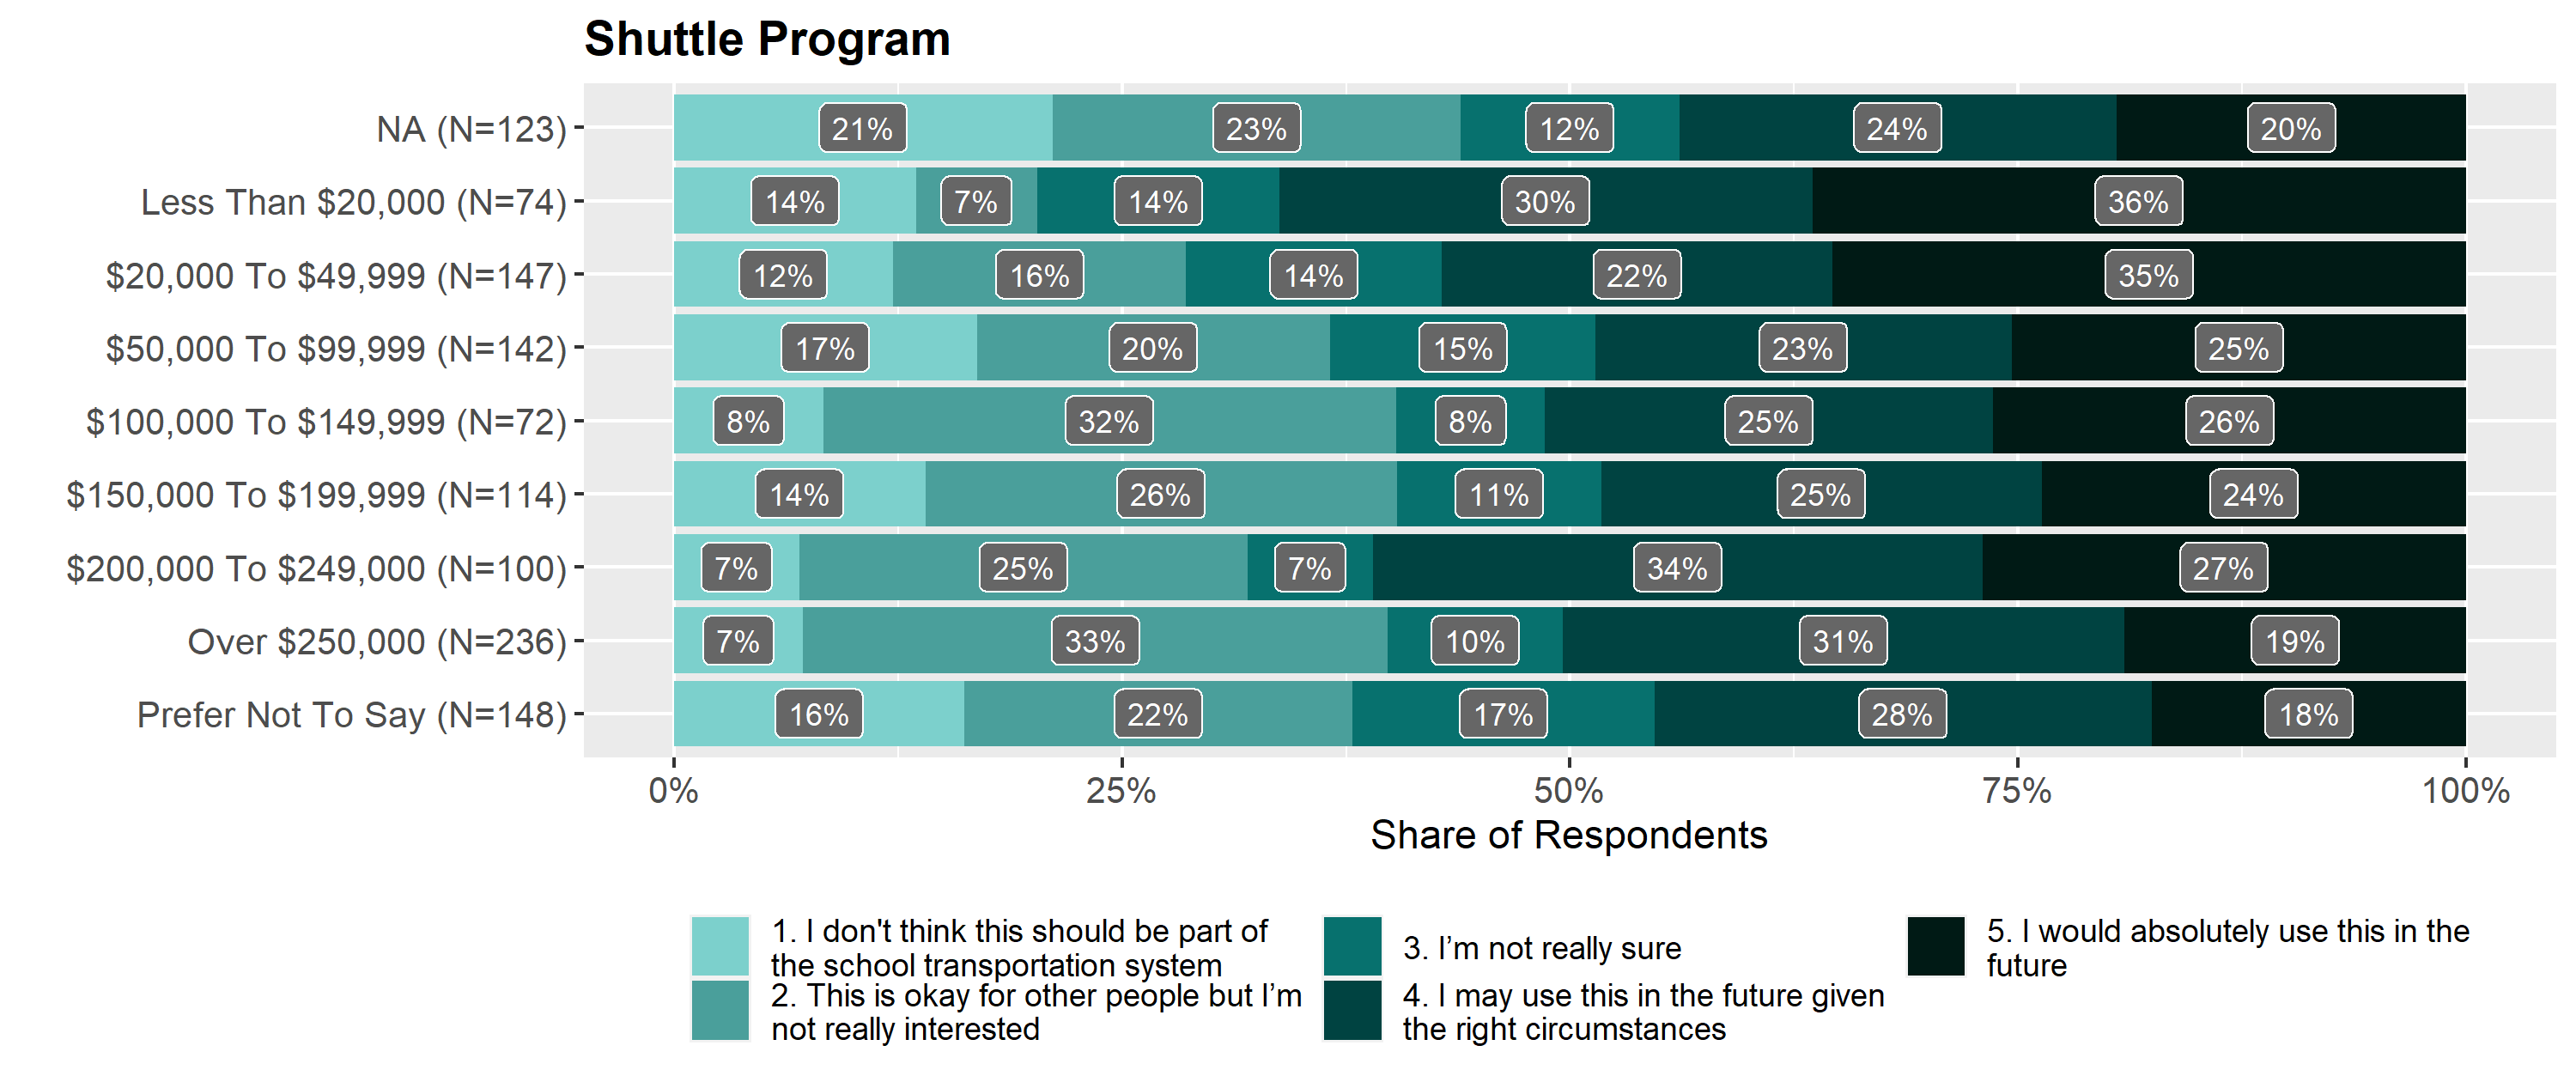 Shuttle Program
NA (N=123)
21%
23%
12%
24%
20%
Less Than $20,000 (N=74)
14%
7%
14%
30%
36%
$20,000 To $49,999 (N=147)
12%
16%
14%
22%
35%
$50,000 To $99,999 (N=142)
17%
20%
15%
23%
25%
$100,000 To $149,999 (N=72)
8%
32%
8%
25%
26%
$150,000 To $199,999 (N=114)
14%
26%
11%
25%
24%
$200,000 To $249,000 (N=100)
7%
25%
7%
34%
27%
Over $250,000 (N=236)
7%
33%
10%
31%
19%
Prefer Not To Say (N=148)
16%
22%
17%
28%
18%
0%
25%
50%
75%
100%
Share of Respondents
1. I don't think this should be part of
the school transportation system
2. This is okay for other people but I’m
not really interested
3. I’m not really sure
4. I may use this in the future given
the right circumstances
5. I would absolutely use this in the
future